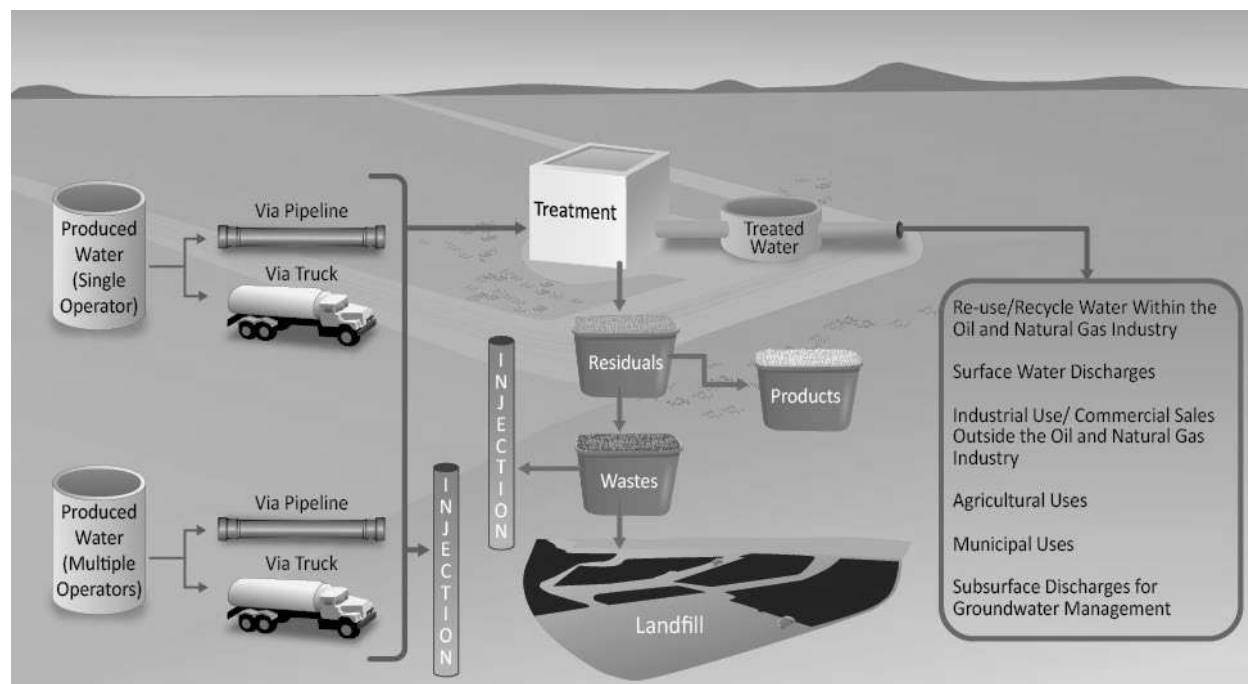 Produced
Water
(Single
Operator)
Via Pipeline
Via Truck
Treatment
Treated
Water
Residuals
Products
Wastes
INJECTION
Landfill
Produced
Water
(Multiple
Operators)
Via Pipeline
Via Truck
INJECTION
Re-use/Recycle Water Within the
Oil and Natural Gas Industry
Surface Water Discharges
Industrial Use/ Commercial Sales
Outside the Oil and Natural Gas
Industry
Agricultural Uses
Municipal Uses
Subsurface Discharges for
Groundwater Management